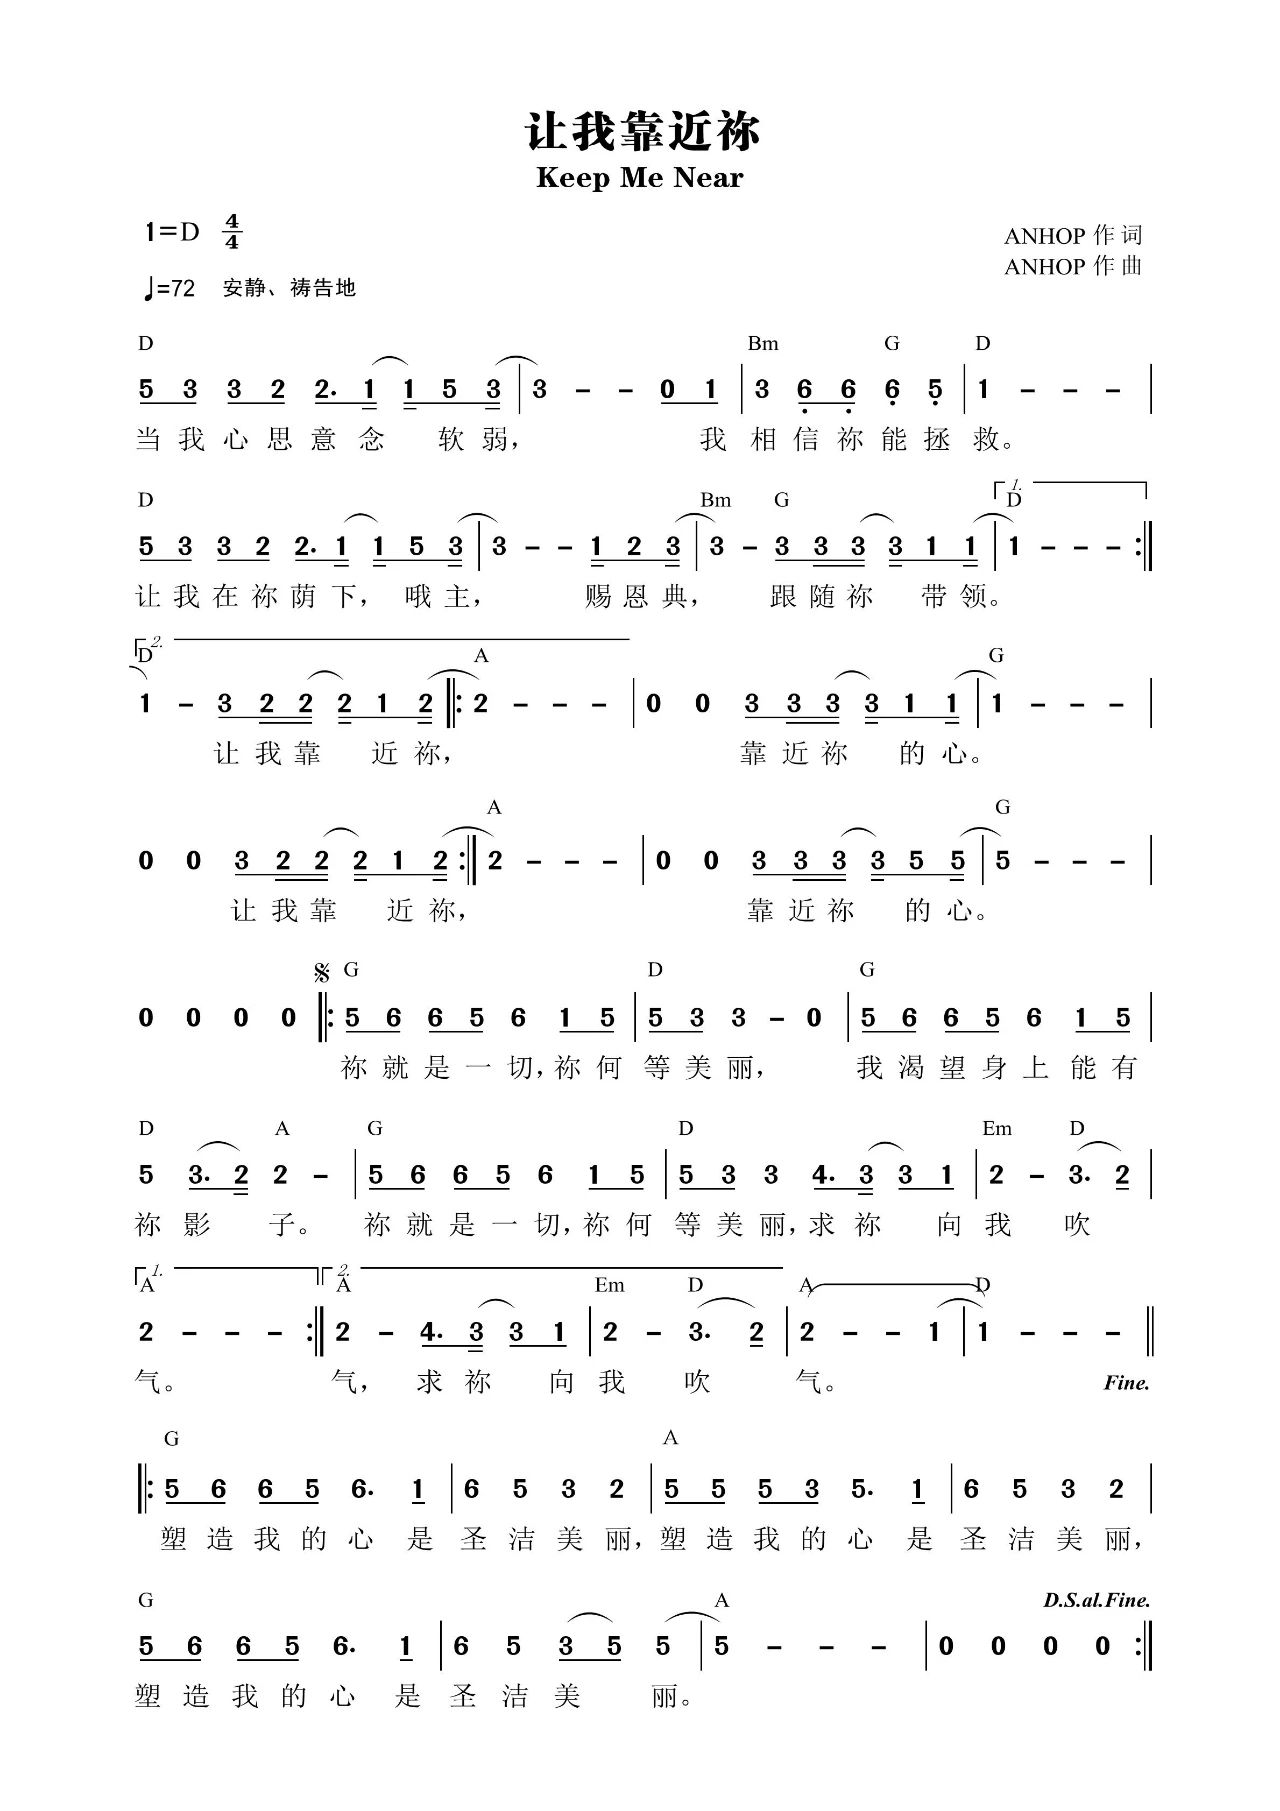 让我靠近祢
Keep Me Near
1=D 4/4
ANHOP 作 词
♩=72 安静、祷告地
ANHOP 作 曲
D Bm G D
5 3 3 2 2. 1 1 5 3 | 3 – – 0 1 | 3 6 6 6 5 | 1 – – – |
当 我 心 思 意 念 软 弱， 我 相 信 祢 能 拯 救。
1.
D Bm G D
5 3 3 2 2. 1 1 5 3 | 3 – – 1 2 3 | 3 – 3 3 3 3 1 1 | 1 – – – :||
让 我 在 祢 荫 下， 哦 主， 赐 恩 典， 跟 随 祢 带 领。
2.
D A G
1 – 3 2 2 2 1 2 ||: 2 – – – | 0 0 3 3 3 3 1 1 | 1 – – – |
让 我 靠 近 祢， 靠 近 祢 的 心。
A G
0 0 3 2 2 2 1 2 :|| 2 – – – | 0 0 3 3 3 3 5 5 | 5 – – – |
让 我 靠 近 祢， 靠 近 祢 的 心。
G D G
0 0 0 0 ||: 5 6 6 5 6 1 5 | 5 3 3 – 0 | 5 6 6 5 6 1 5 |
祢 就 是 一 切， 祢 何 等 美 丽， 我 渴 望 身 上 能 有
D A G D Em D
5 3. 2 2 – | 5 6 6 5 6 1 5 | 5 3 3 4. 3 3 1 | 2 – 3. 2 |
祢 影 子。 祢 就 是 一 切， 祢 何 等 美 丽， 求 祢 向 我 吹
1. 2.
A A Em D A D
2 – – – :|| 2 – 4. 3 3 1 | 2 – 3. 2 | 2 – – 1 | 1 – – – ||
气。 气， 求 祢 向 我 吹 气。 Fine.
G A
||: 5 6 6 5 6. 1 | 6 5 3 2 | 5 5 5 3 5. 1 | 6 5 3 2 |
塑 造 我 的 心 是 圣 洁 美 丽， 塑 造 我 的 心 是 圣 洁 美 丽，
G A D.S.al.Fine.
5 6 6 5 6. 1 | 6 5 3 5 5 | 5 – – – | 0 0 0 0 :||
塑 造 我 的 心 是 圣 洁 美 丽。